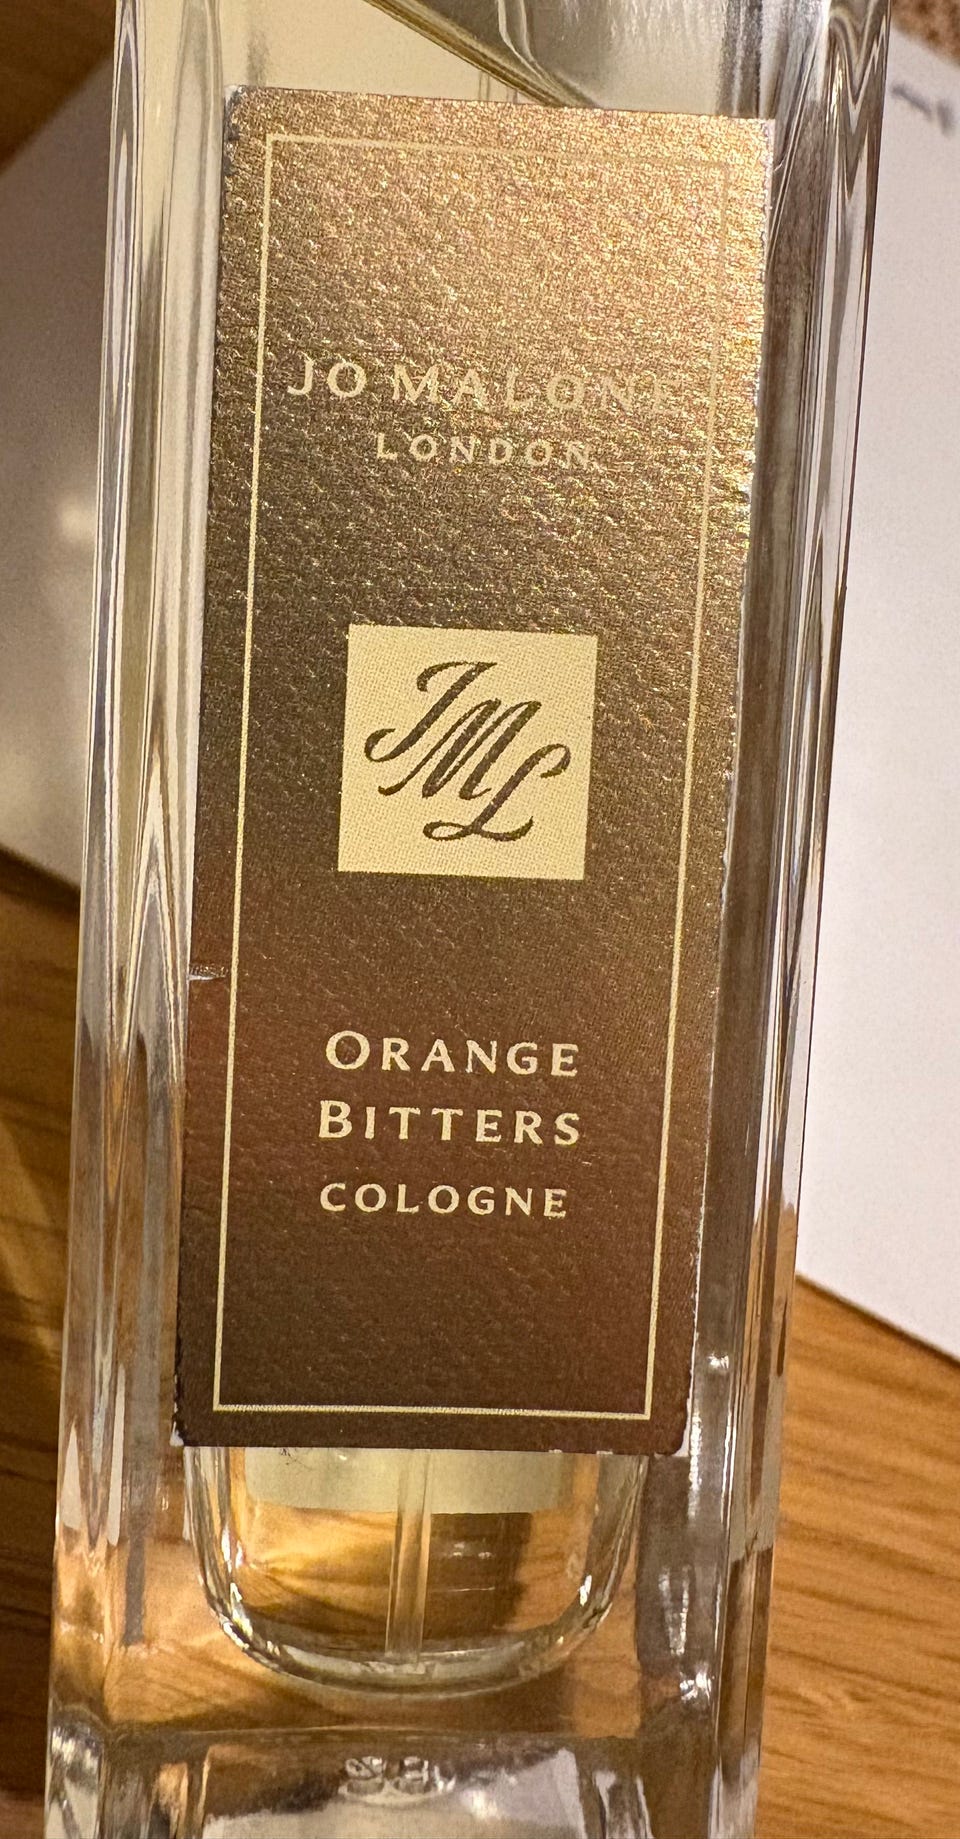 JO MALONE
LONDON
JML
ORANGE
BITTERS
COLOGNE